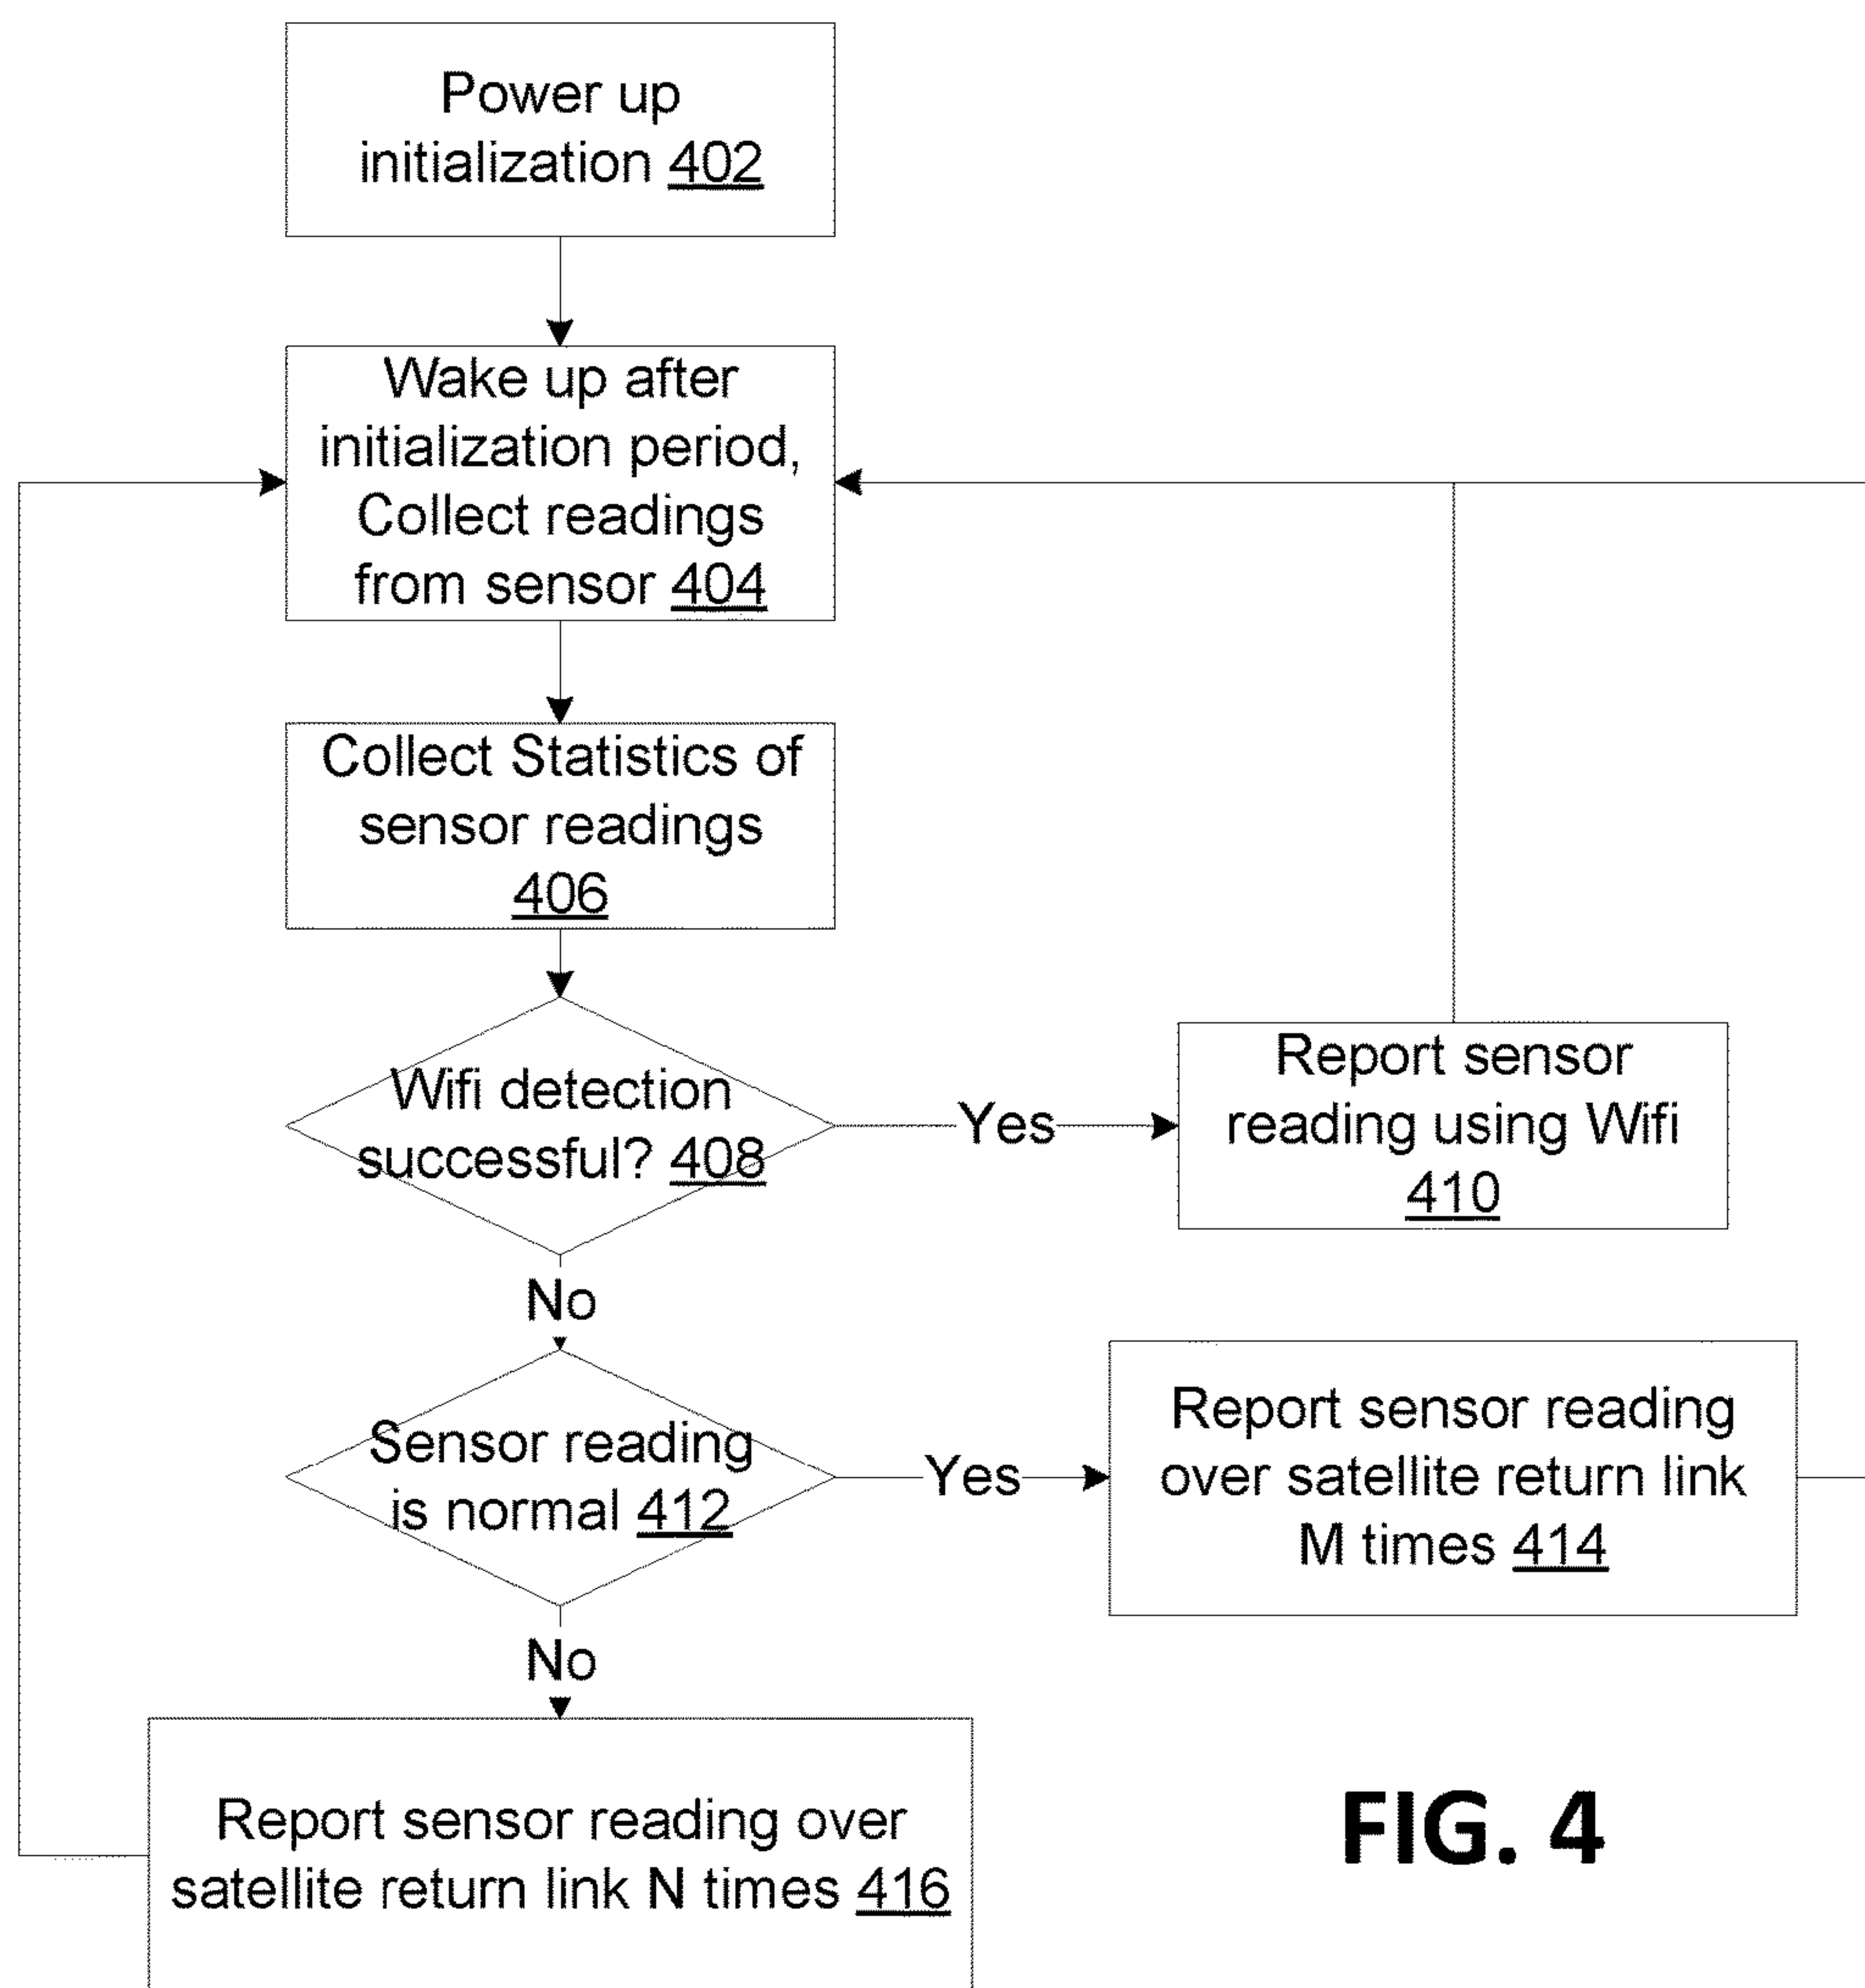 Power up
initialization 402
Wake up after
initialization period,
Collect readings
from sensor 404
Collect Statistics of
sensor readings
406
Wifi detection
successful? 408
Yes
Report sensor
reading using Wifi
410
No
Sensor reading
is normal 412
Yes
Report sensor reading
over satellite return link
M times 414
No
Report sensor reading over
satellite return link N times 416
FIG. 4